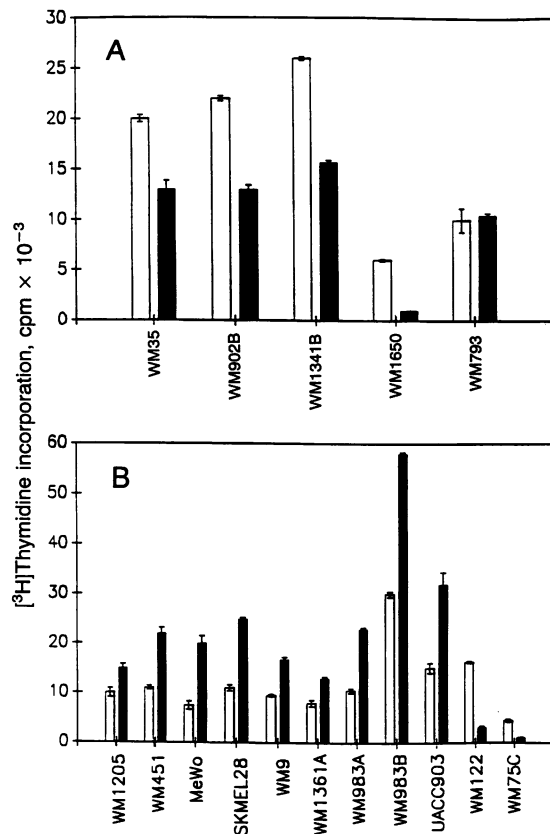 [³H]Thymidine incorporation, cpm × 10⁻³
A
30
25
20
15
10
5
0
WM35
WM902B
WM1341B
WM1650
WM793
B
60
50
40
30
20
10
0
WM1205
WM451
MeWo
SKMEL28
WM9
WM1361A
WM983A
WM983B
UACC903
WM122
WM75C